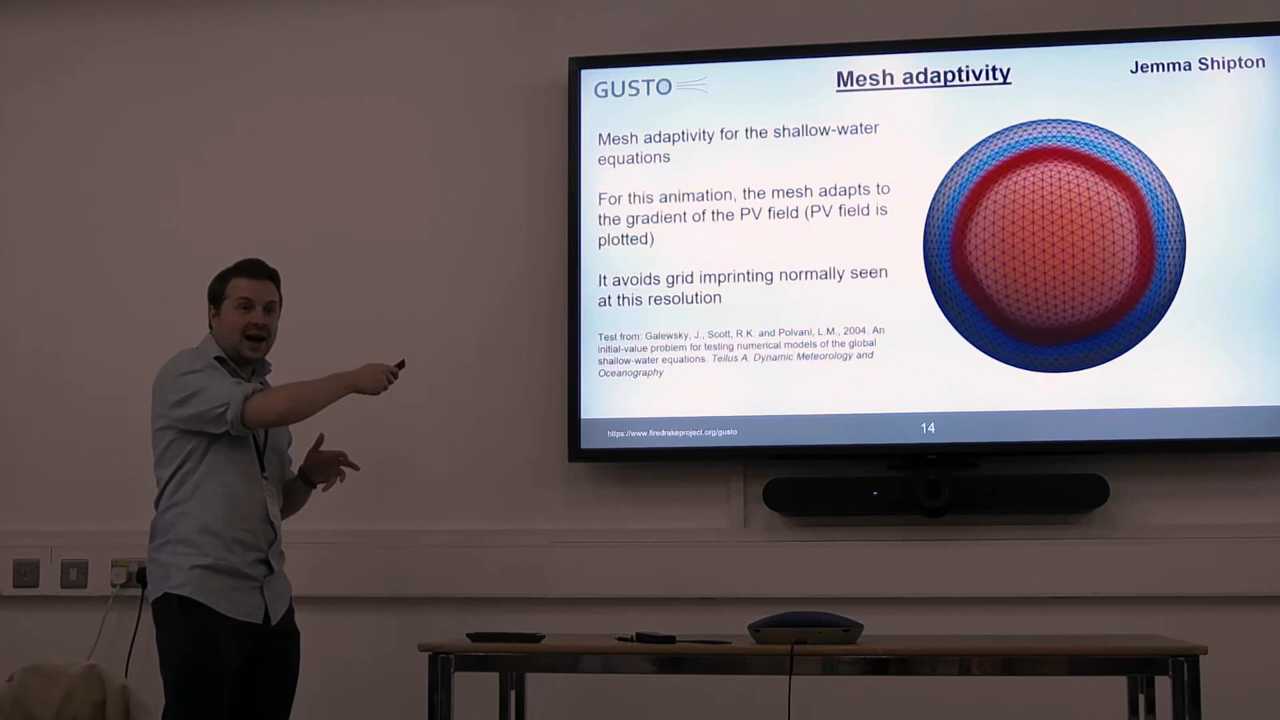 GUSTO
Mesh adaptivity
Jemma Shipton
Mesh adaptivity for the shallow-water
equations
For this animation, the mesh adapts to
the gradient of the PV field (PV field is
plotted)
It avoids grid imprinting normally seen
at this resolution
Test from: Galewsky, J., Scott, R.K. and Polvani, L.M., 2004. An
initial-value problem for testing numerical models of the global
shallow-water equations. Tellus A: Dynamic Meteorology and
Oceanography
https://www.firedrakeproject.org/gusto
14